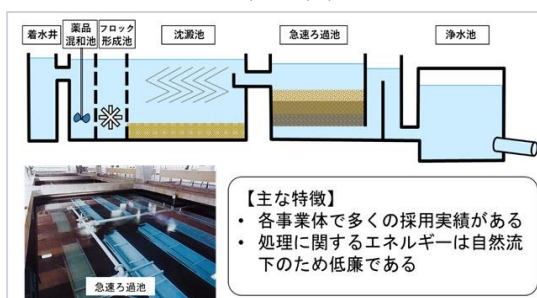 着水井
薬品
混和池
フロック
形成池
沈澱池
急速ろ過池
浄水池
急速ろ過池
【主な特徴】
• 各事業体で多くの採用実績がある
• 処理に関するエネルギーは自然流
下のため低廉である